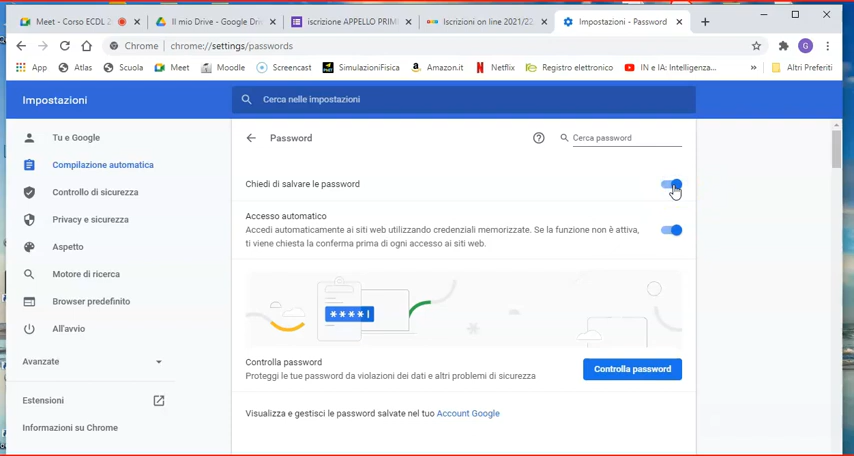 Meet - Corso ECDL 2
Il mio Drive - Google Dri
iscrizione APPELLO PRIM
Iscrizioni on line 2021/22
Impostazioni - Password
Chrome | chrome://settings/passwords
G
App Atlas Scuola Meet Moodle Screencast SimulazioniFisica Amazon.it Netflix Registro elettronico IN e IA: Intelligenza... » Altri Preferiti
Impostazioni
Cerca nelle impostazioni
Tu e Google
Compilazione automatica
Controllo di sicurezza
Privacy e sicurezza
Aspetto
Motore di ricerca
Browser predefinito
All'avvio
Avanzate
Estensioni
Informazioni su Chrome
Password
Cerca password
Chiedi di salvare le password
Accesso automatico
Accedi automaticamente ai siti web utilizzando credenziali memorizzate. Se la funzione non è attiva,
ti viene chiesta la conferma prima di ogni accesso ai siti web.
****|
Controlla password
Proteggi le tue password da violazioni dei dati e altri problemi di sicurezza
Controlla password
Visualizza e gestisci le password salvate nel tuo Account Google